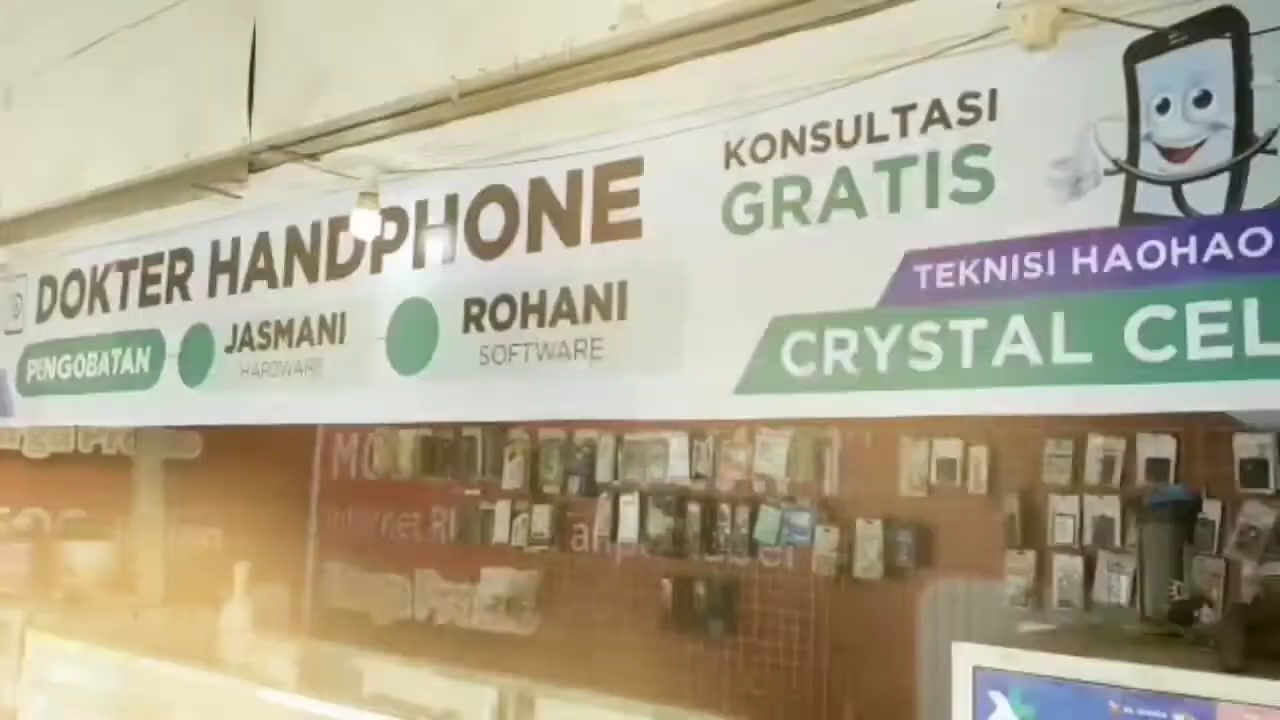 DOKTER HANDPHONE
PENGOBATAN
JASMANI
HARDWARE
ROHANI
SOFTWARE
KONSULTASI
GRATIS
TEKNISI HAOHAO
CRYSTAL CEL